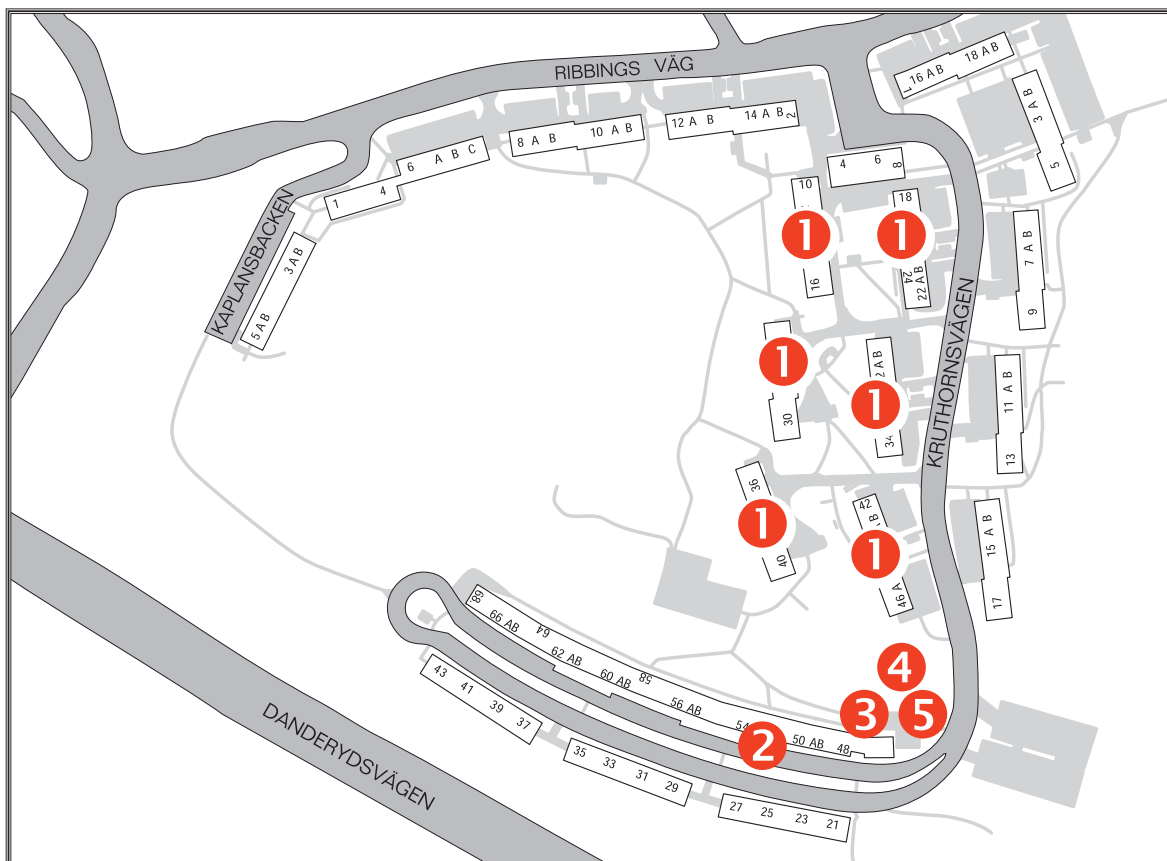 RIBBINGS VÄG
16 A B
18 A B
1
3 A B
5
12 A B
14 A B
2
8 A B
10 A B
6 A B C
4
1
4 6 8
10
16
18
22 A B
24
KAPLANSBACKEN
3 A B
5 A B
7 A B
9
1
1
1
30
1
2 A B
34
KRUTHORNSVÄGEN
11 A B
13
36
1
40
42
1
B
46 A
15 A B
17
68
66 AB
64
62 AB
60 AB
58
56 AB
54
50 AB
48
2
3
4
5
43
41
39
37
35
33
31
29
27
25
23
21
DANDERYDSVÄGEN